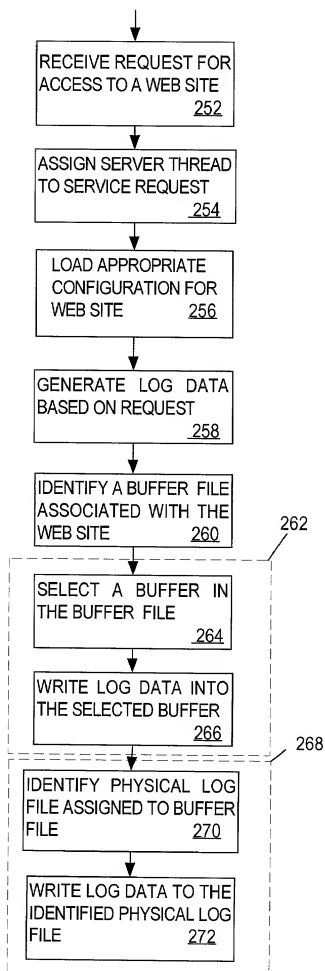 RECEIVE REQUEST FOR
ACCESS TO A WEB SITE
252
ASSIGN SERVER THREAD
TO SERVICE REQUEST
254
LOAD APPROPRIATE
CONFIGURATION FOR
WEB SITE 256
GENERATE LOG DATA
BASED ON REQUEST
258
IDENTIFY A BUFFER FILE
ASSOCIATED WITH THE
WEB SITE 260
262
SELECT A BUFFER IN
THE BUFFER FILE
264
WRITE LOG DATA INTO
THE SELECTED BUFFER
266
268
IDENTIFY PHYSICAL LOG
FILE ASSIGNED TO BUFFER
FILE 270
WRITE LOG DATA TO THE
IDENTIFIED PHYSICAL LOG
FILE 272